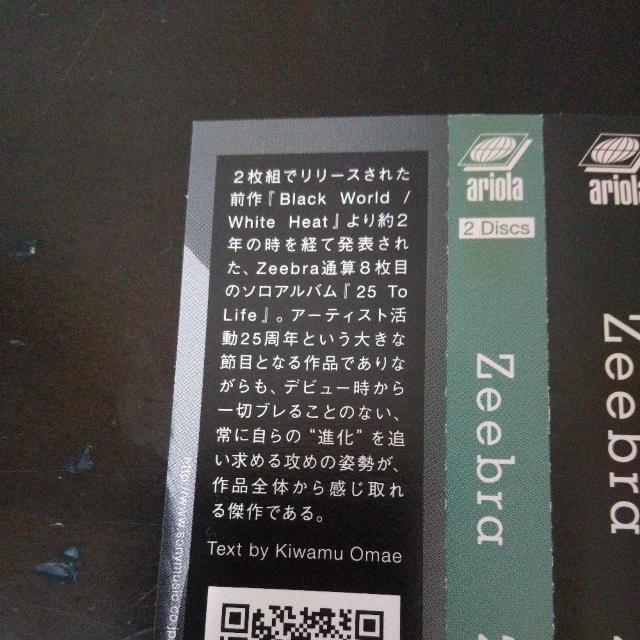 ２枚組でリリースされた
前作『Black World /
White Heat』より約2
年の時を経て発表され
た、Zeebra通算８枚目
のソロアルバム『25 To
Life』。アーティスト活
動25周年という大きな
節目となる作品でありな
がらも、デビュー時から
一切ブレることのない、
常に自らの“進化”を追
い求める攻めの姿勢が、
作品全体から感じ取れ
る傑作である。
Text by Kiwamu Omae
http://www.sonymusic.co.jp
ariola
2 Discs
Zeebra
ariola
Zeebra